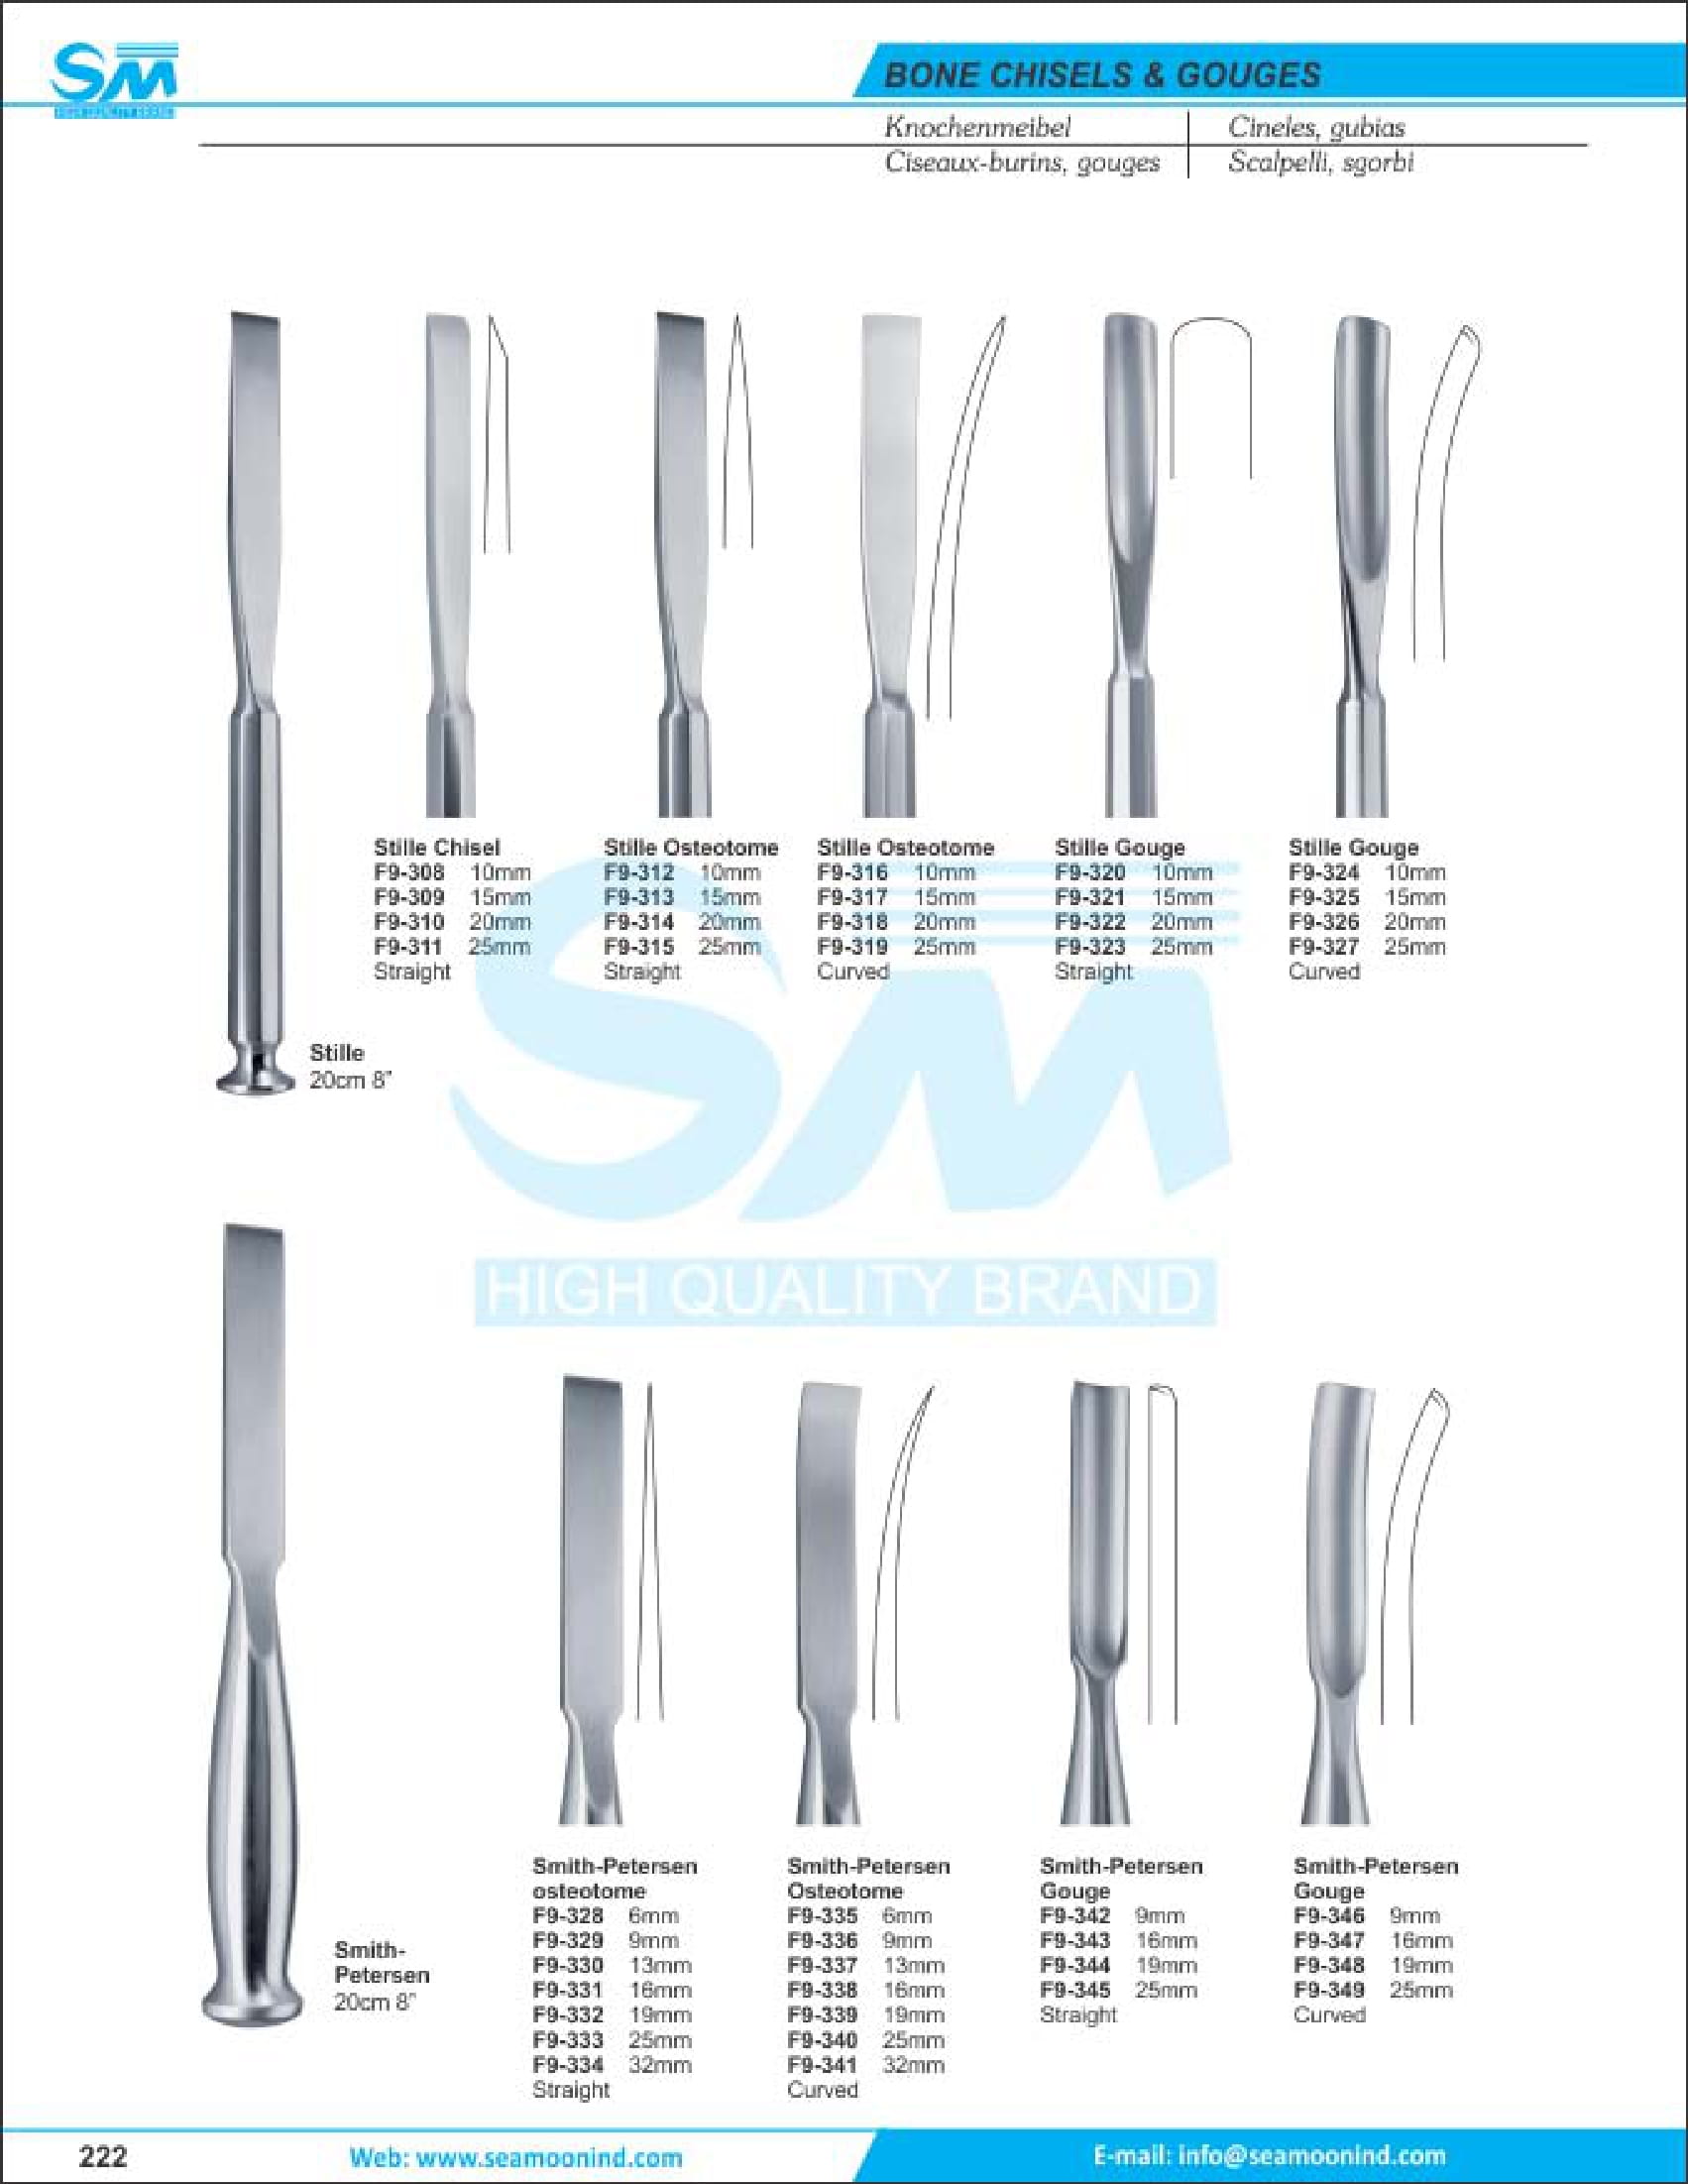 SM
BONE CHISELS & GOUGES
Knochenmeibel
Cineles, gubias
Ciseaux-burins, gouges
Scalpelli, sgorbi
Stille Chisel
F9-308 10mm
F9-309 15mm
F9-310 20mm
F9-311 25mm
Straight
Stille Osteotome
F9-312 10mm
F9-313 15mm
F9-314 20mm
F9-315 25mm
Straight
Stille Osteotome
F9-316 10mm
F9-317 15mm
F9-318 20mm
F9-319 25mm
Curved
Stille Gouge
F9-320 10mm
F9-321 15mm
F9-322 20mm
F9-323 25mm
Straight
Stille Gouge
F9-324 10mm
F9-325 15mm
F9-326 20mm
F9-327 25mm
Curved
Stille
20cm 8"
SM
HIGH QUALITY BRAND
Smith-
Petersen
20cm 8"
Smith-Petersen
osteotome
F9-328 6mm
F9-329 9mm
F9-330 13mm
F9-331 16mm
F9-332 19mm
F9-333 25mm
F9-334 32mm
Straight
Smith-Petersen
Osteotome
F9-335 6mm
F9-336 9mm
F9-337 13mm
F9-338 16mm
F9-339 19mm
F9-340 25mm
F9-341 32mm
Curved
Smith-Petersen
Gouge
F9-342 9mm
F9-343 16mm
F9-344 19mm
F9-345 25mm
Straight
Smith-Petersen
Gouge
F9-346 9mm
F9-347 16mm
F9-348 19mm
F9-349 25mm
Curved
222
Web: www.seamoonind.com
E-mail: info@seamoonind.com